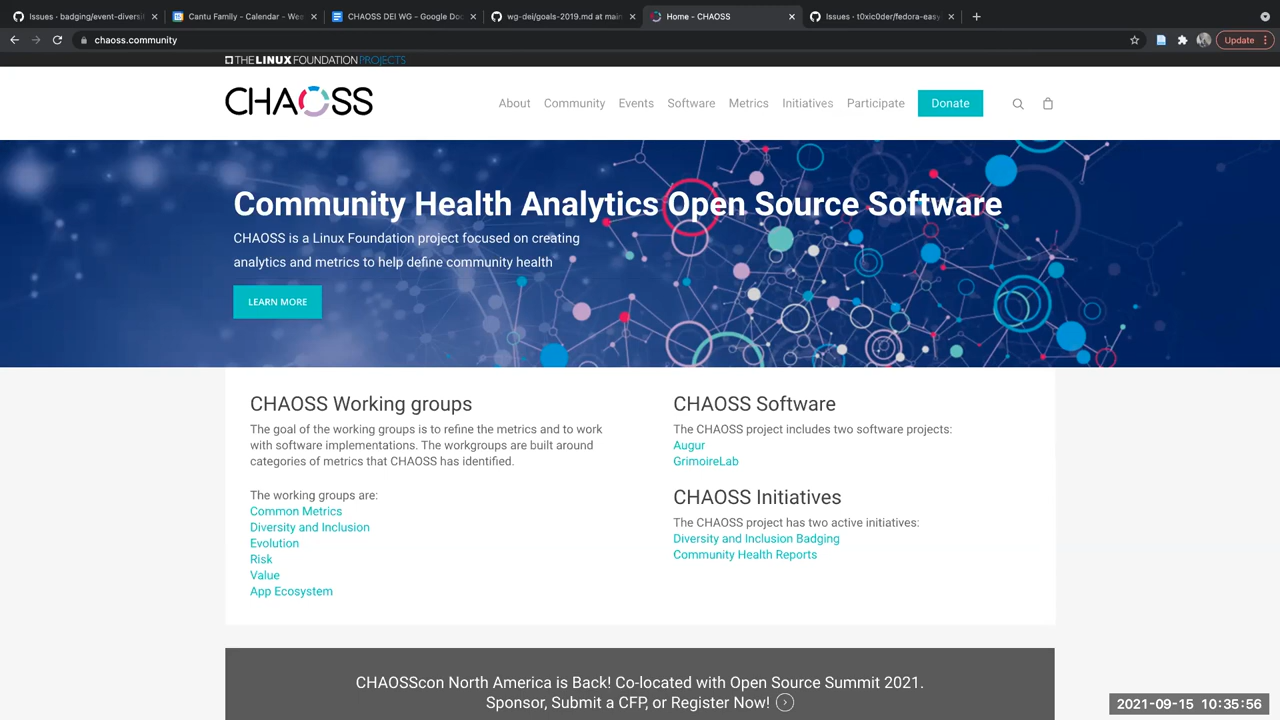 Issues · badging/event-diversi
Cantu Family - Calendar - Wee
CHAOSS DEI WG - Google Doc
wg-dei/goals-2019.md at main
Home - CHAOSS
Issues · t0xic0der/fedora-easy
chaoss.community
Update
THE LINUX FOUNDATION PROJECTS
CHAOSS
About
Community
Events
Software
Metrics
Initiatives
Participate
Donate
Community Health Analytics Open Source Software
CHAOSS is a Linux Foundation project focused on creating
analytics and metrics to help define community health
LEARN MORE
CHAOSS Working groups
The goal of the working groups is to refine the metrics and to work
with software implementations. The workgroups are built around
categories of metrics that CHAOSS has identified.
The working groups are:
Common Metrics
Diversity and Inclusion
Evolution
Risk
Value
App Ecosystem
CHAOSS Software
The CHAOSS project includes two software projects:
Augur
GrimoireLab
CHAOSS Initiatives
The CHAOSS project has two active initiatives:
Diversity and Inclusion Badging
Community Health Reports
CHAOSScon North America is Back! Co-located with Open Source Summit 2021.
Sponsor, Submit a CFP, or Register Now!
2021-09-15 10:35:56